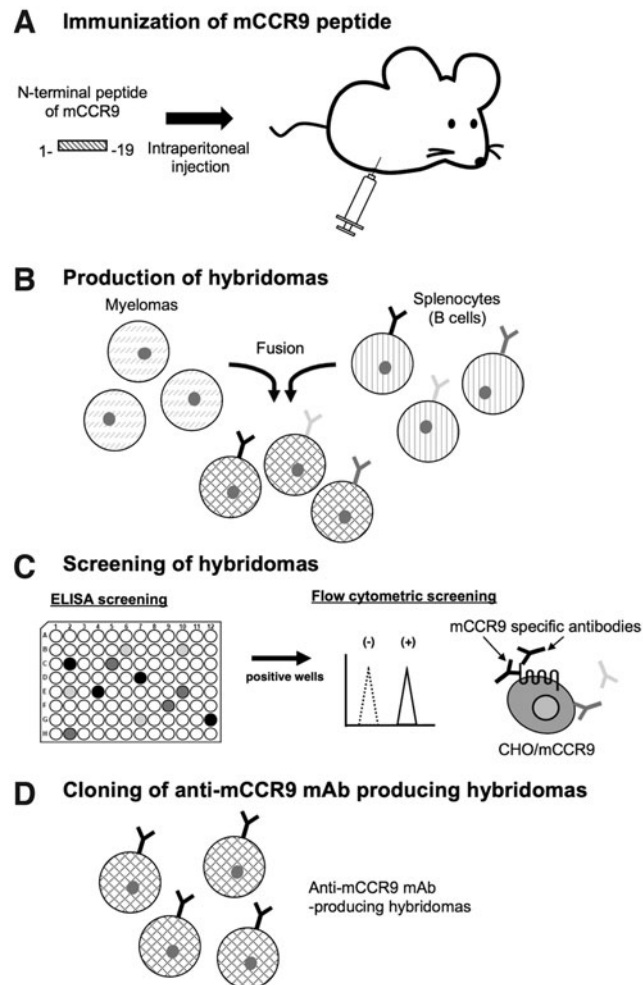 A Immunization of mCCR9 peptide
N-terminal peptide
of mCCR9
1- -19
Intraperitoneal
injection
B Production of hybridomas
Myelomas
Splenocytes
(B cells)
Fusion
C Screening of hybridomas
ELISA screening
Flow cytometric screening
1 2 3 4 5 6 7 8 9 10 11 12
A
B
C
D
E
F
G
H
positive wells
(-) (+)
mCCR9 specific antibodies
CHO/mCCR9
D Cloning of anti-mCCR9 mAb producing hybridomas
Anti-mCCR9 mAb
-producing hybridomas